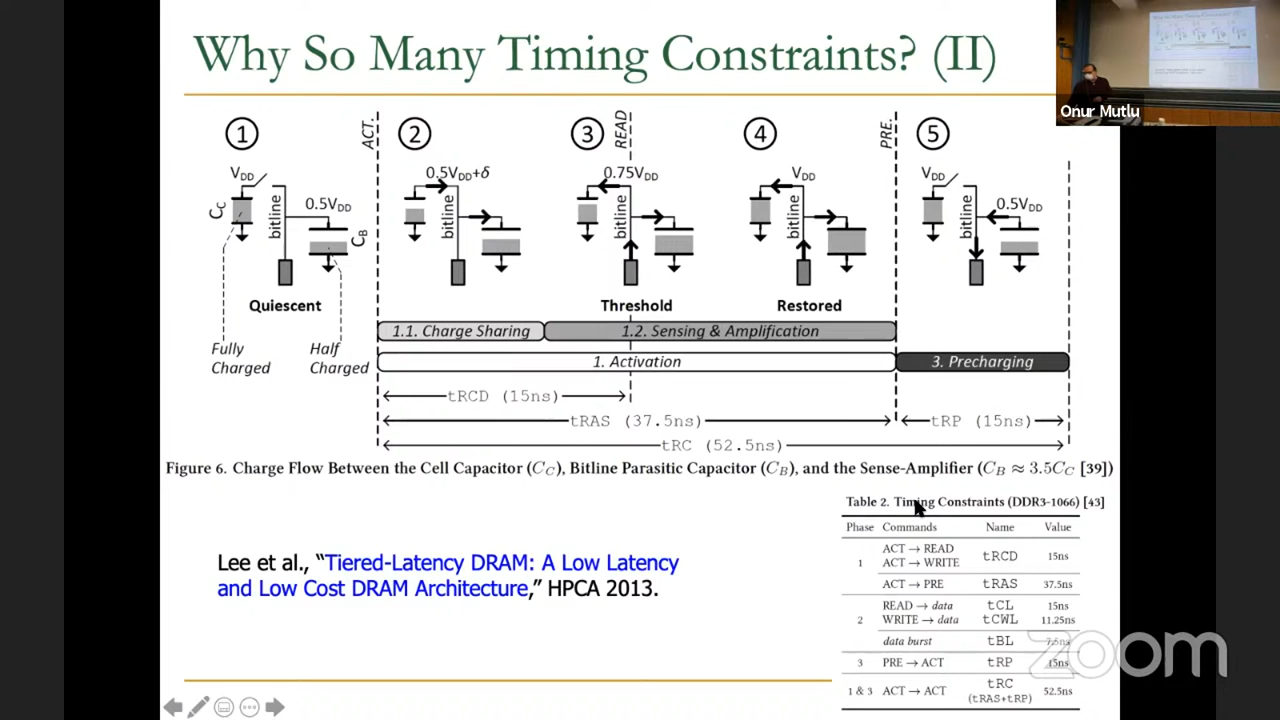 Why So Many Timing Constraints? (II)
Onur Mutlu
1
ACT.
2
3
READ
4
PRE.
5
VDD
0.5VDD
CC
bitline
CB
Quiescent
Fully
Charged
Half
Charged
0.5VDD+δ
bitline
0.75VDD
bitline
Threshold
VDD
bitline
Restored
VDD
0.5VDD
bitline
1.1. Charge Sharing
1.2. Sensing & Amplification
1. Activation
3. Precharging
tRCD (15ns)
tRAS (37.5ns)
tRP (15ns)
tRC (52.5ns)
Figure 6. Charge Flow Between the Cell Capacitor (CC), Bitline Parasitic Capacitor (CB), and the Sense-Amplifier (CB ≈ 3.5CC [39])
Lee et al., “Tiered-Latency DRAM: A Low Latency
and Low Cost DRAM Architecture,” HPCA 2013.
Table 2. Timing Constraints (DDR3-1066) [43]
Phase Commands Name Value
1 ACT → READ tRCD 15ns
ACT → WRITE
ACT → PRE tRAS 37.5ns
2 READ → data tCL 15ns
WRITE → data tCWL 11.25ns
data burst tBL 7.5ns
3 PRE → ACT tRP 15ns
1 & 3 ACT → ACT tRC 52.5ns
(tRAS+tRP)
zoom